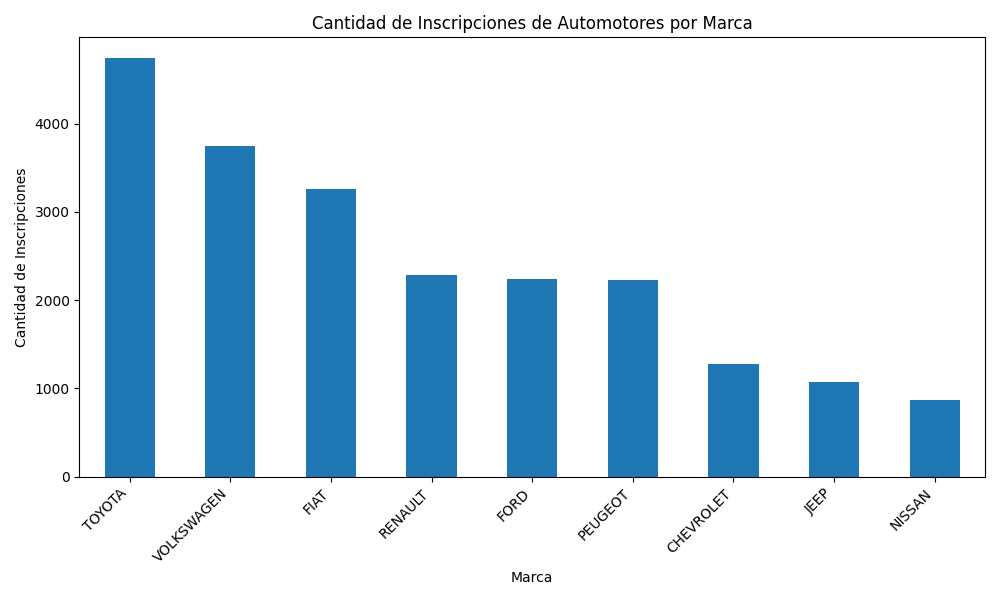 Cantidad de Inscripciones de Automotores por Marca
Cantidad de Inscripciones
4000
3000
2000
1000
0
TOYOTA
VOLKSWAGEN
FIAT
RENAULT
FORD
PEUGEOT
CHEVROLET
JEEP
NISSAN
Marca